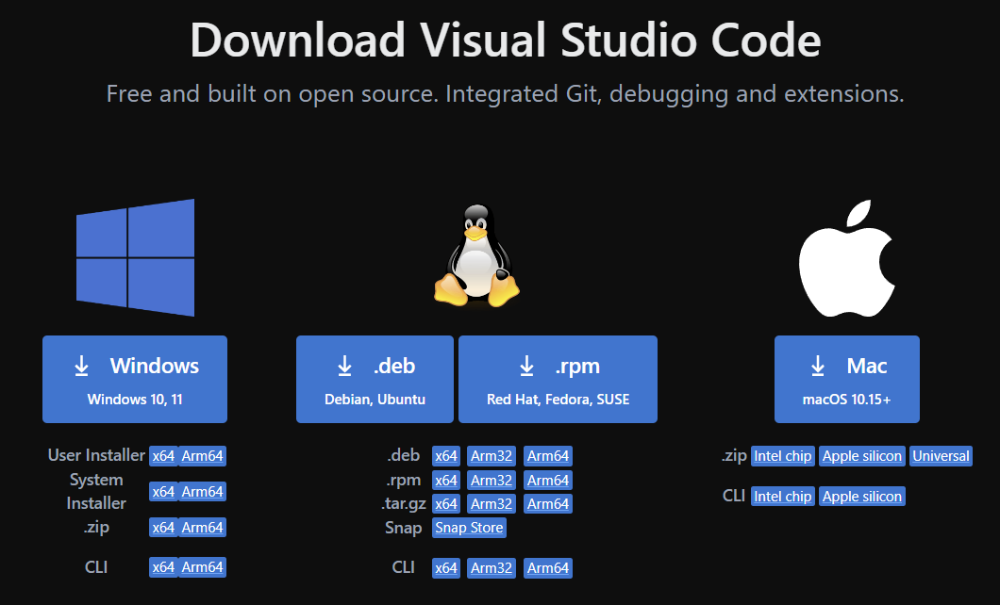 Download Visual Studio Code
Free and built on open source. Integrated Git, debugging and extensions.
Windows
Windows 10, 11
User Installer x64 Arm64
System
Installer x64 Arm64
.zip x64 Arm64
CLI x64 Arm64
.deb
Debian, Ubuntu
.rpm
Red Hat, Fedora, SUSE
.deb x64 Arm32 Arm64
.rpm x64 Arm32 Arm64
.tar.gz x64 Arm32 Arm64
Snap Snap Store
CLI x64 Arm32 Arm64
Mac
macOS 10.15+
.zip Intel chip Apple silicon Universal
CLI Intel chip Apple silicon